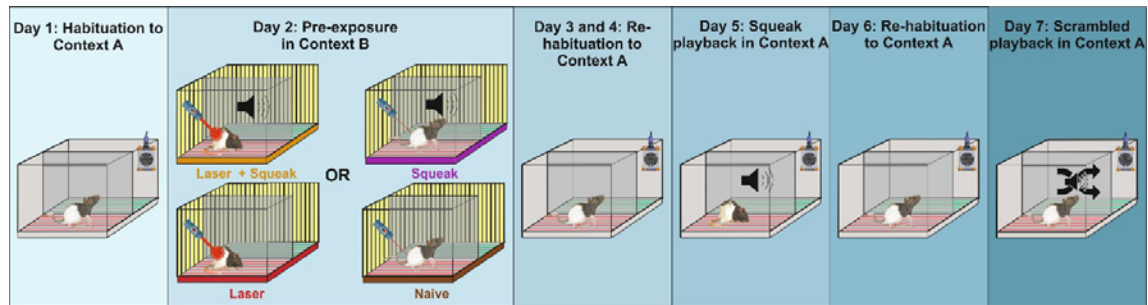 Day 1: Habituation to
Context A
Day 2: Pre-exposure
in Context B
Laser + Squeak
OR
Squeak
Laser
Naive
Day 3 and 4: Re-
habituation to
Context A
Day 5: Squeak
playback in Context A
Day 6: Re-habituation
to Context A
Day 7: Scrambled
playback in Context A